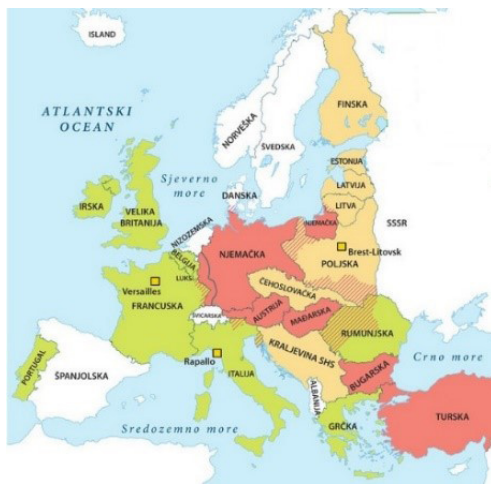 ISLAND
ATLANTSKI
OCEAN
NORVEŠKA
ŠVEDSKA
FINSKA
ESTONIJA
LATVIJA
LITVA
Sjeverno
more
DANSKA
IRSKA
VELIKA
BRITANIJA
NIZOZEMSKA
BELGIJA
LUKS.
NJEMAČKA
NJEMAČKA
SSSR
Brest-Litovsk
POLJSKA
Versailles
FRANCUSKA
ČEHOSLOVAČKA
ŠVICARSKA
AUSTRIJA
MAĐARSKA
RUMUNJSKA
Rapallo
KRALJEVINA SHS
Crno more
PORTUGAL
ŠPANJOLSKA
ITALIJA
BUGARSKA
ALBANIJA
TURSKA
Sredozemno more
GRČKA